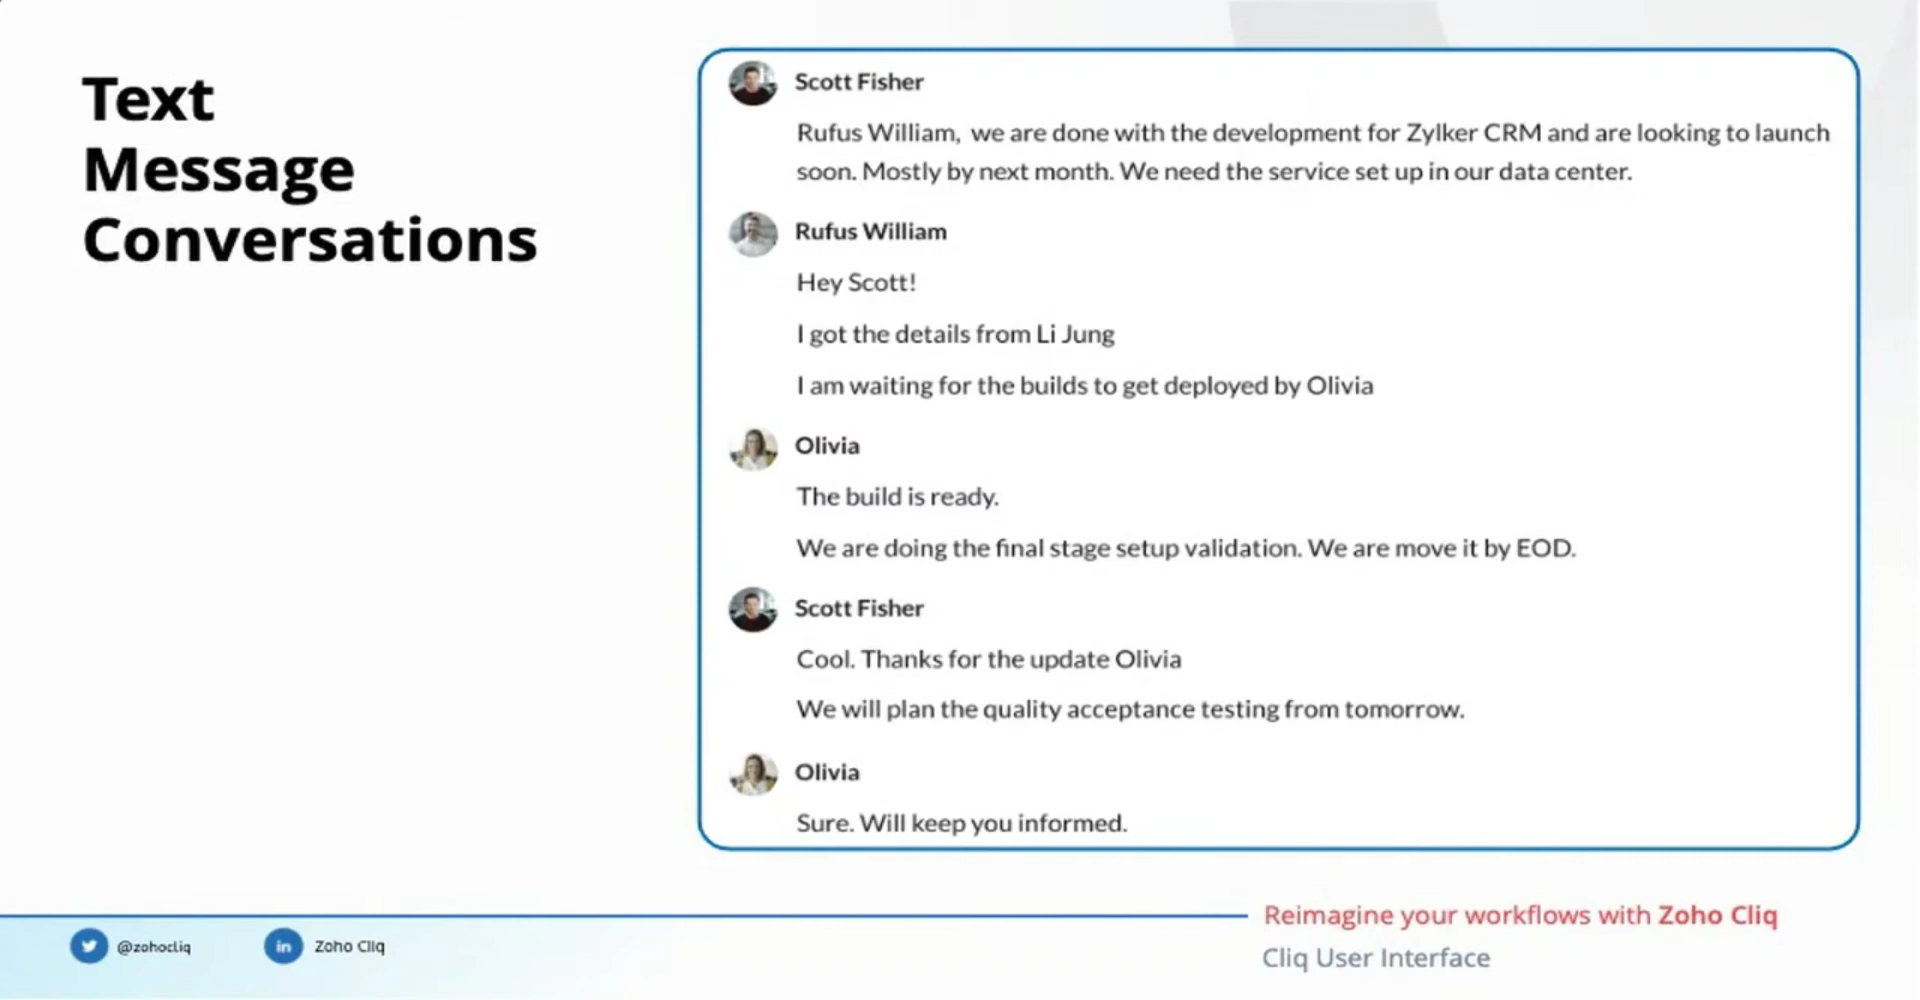 Text
Message
Conversations
Scott Fisher
Rufus William, we are done with the development for Zylker CRM and are looking to launch
soon. Mostly by next month. We need the service set up in our data center.
Rufus William
Hey Scott!
I got the details from Li Jung
I am waiting for the builds to get deployed by Olivia
Olivia
The build is ready.
We are doing the final stage setup validation. We are move it by EOD.
Scott Fisher
Cool. Thanks for the update Olivia
We will plan the quality acceptance testing from tomorrow.
Olivia
Sure. Will keep you informed.
@zohocliq
in Zoho Cliq
Reimagine your workflows with Zoho Cliq
Cliq User Interface